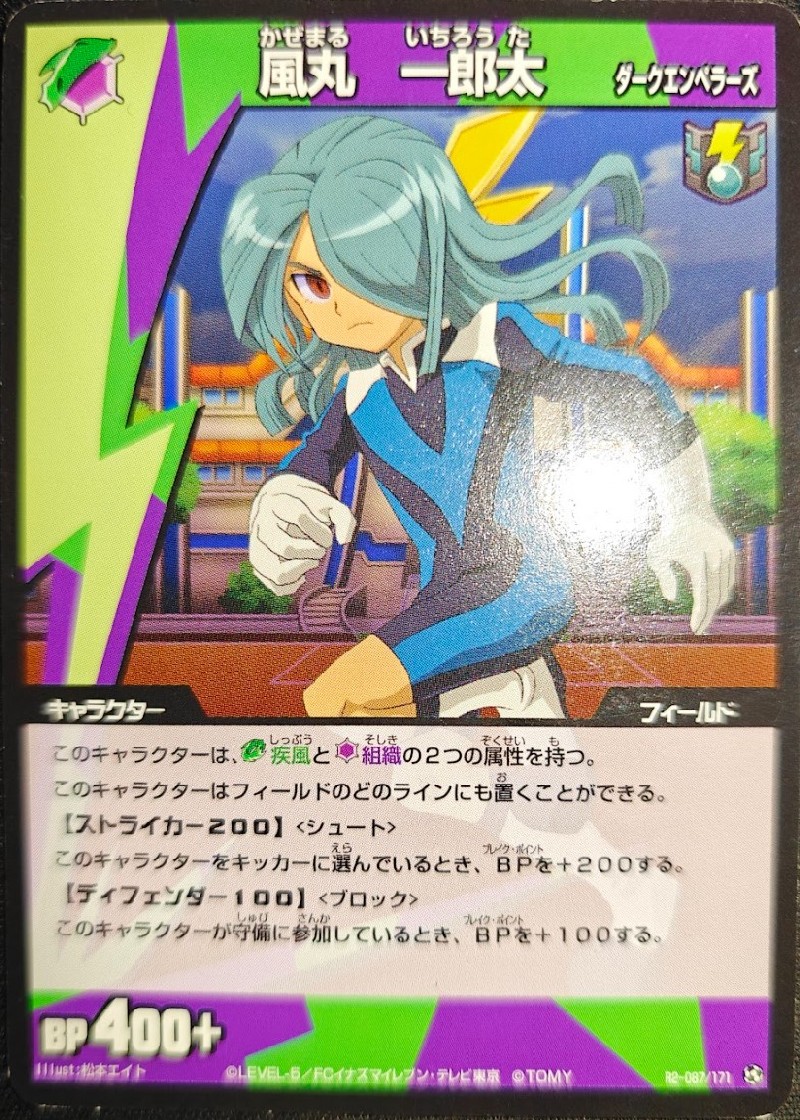 かぜまる いちろうた
風丸 一郎太 ダークエンペラーズ
キャラクター フィールド
このキャラクターは、しっぷう疾風とそしき組織の2つのぞくせい属性をも持つ。
このキャラクターはフィールドのどのラインにもお置くことができる。
【ストライカー200】<シュート>
このキャラクターをキッカーにえら選んでいるとき、ブレイク・ポイントBPを+200する。
【ディフェンダー100】<ブロック>
このキャラクターがしゅび守備にさんか参加しているとき、ブレイク・ポイントBPを+100する。
BP400+
Illust:松本エイト ©LEVEL-5/FCイナズマイレブン・テレビ東京 ©TOMY R2-087/171